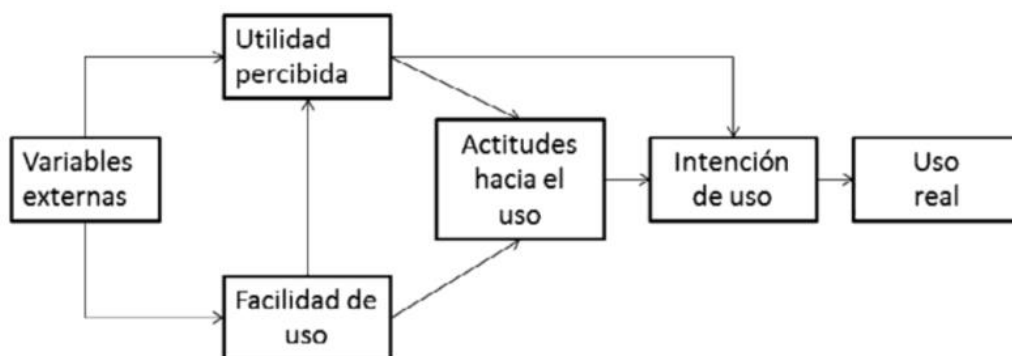 Utilidad
percibida
Variables
externas
Actitudes
hacia el
uso
Intención
de uso
Uso
real
Facilidad de
uso